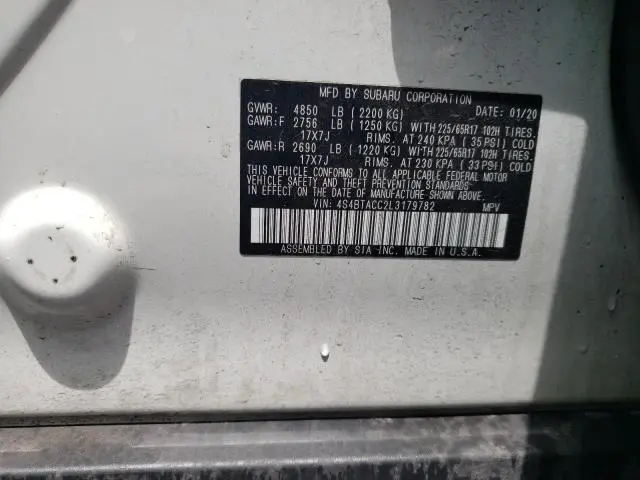 MFD BY SUBARU CORPORATION
GVWR: 4850 LB (2200 KG) DATE: 01/20
GAWR:F 2756 LB (1250 KG) WITH 225/65R17 102H TIRES.
17X7J RIMS. AT 240 KPA (35 PSI) COLD
GAWR:R 2690 LB (1220 KG) WITH 225/65R17 102H TIRES.
17X7J RIMS. AT 230 KPA (33 PSI) COLD
THIS VEHICLE CONFORMS TO ALL APPLICABLE FEDERAL MOTOR
VEHICLE SAFETY AND THEFT PREVENTION STANDARDS
IN EFFECT ON THE DATE OF MANUFACTURE SHOWN ABOVE.
VIN: 4S4BTACC2L3179782 MPV
ASSEMBLED BY SIA INC. MADE IN U.S.A.